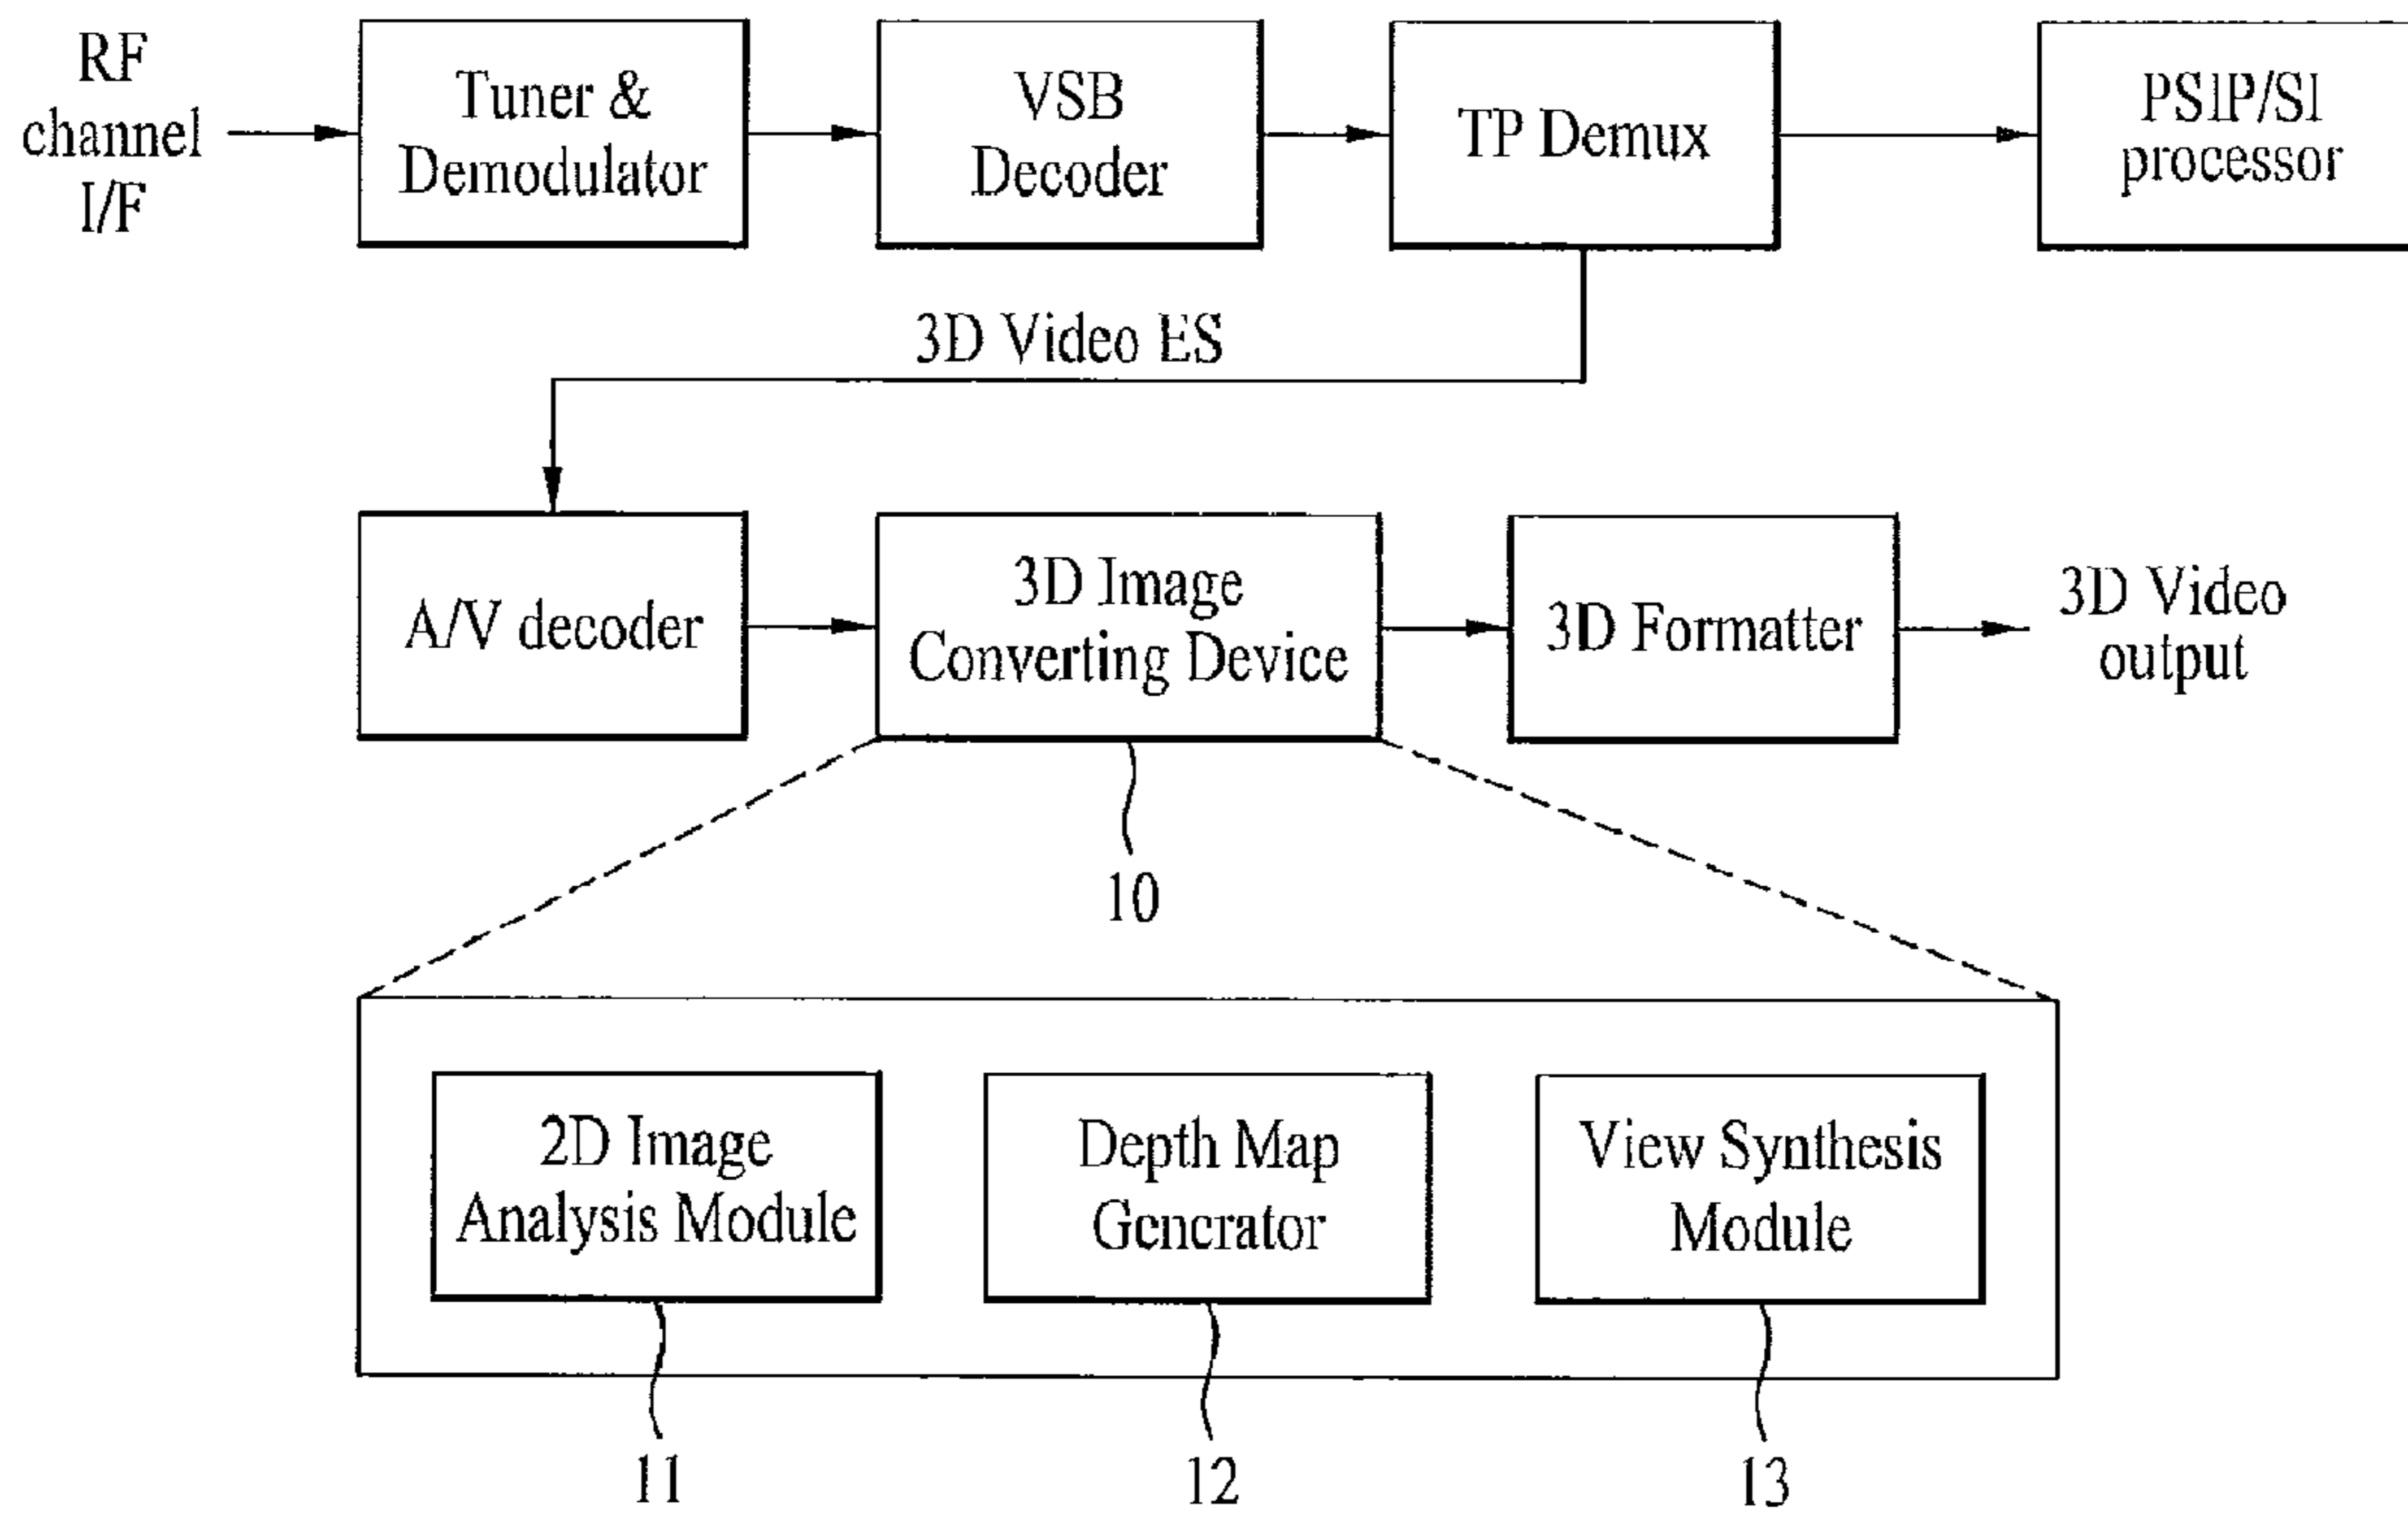 RF
channel
I/F
Tuner &
Demodulator
VSB
Decoder
TP Demux
PSIP/SI
processor
3D Video ES
A/V decoder
3D Image
Converting Device
3D Formatter
3D Video
output
10
2D Image
Analysis Module
Depth Map
Generator
View Synthesis
Module
11
12
13